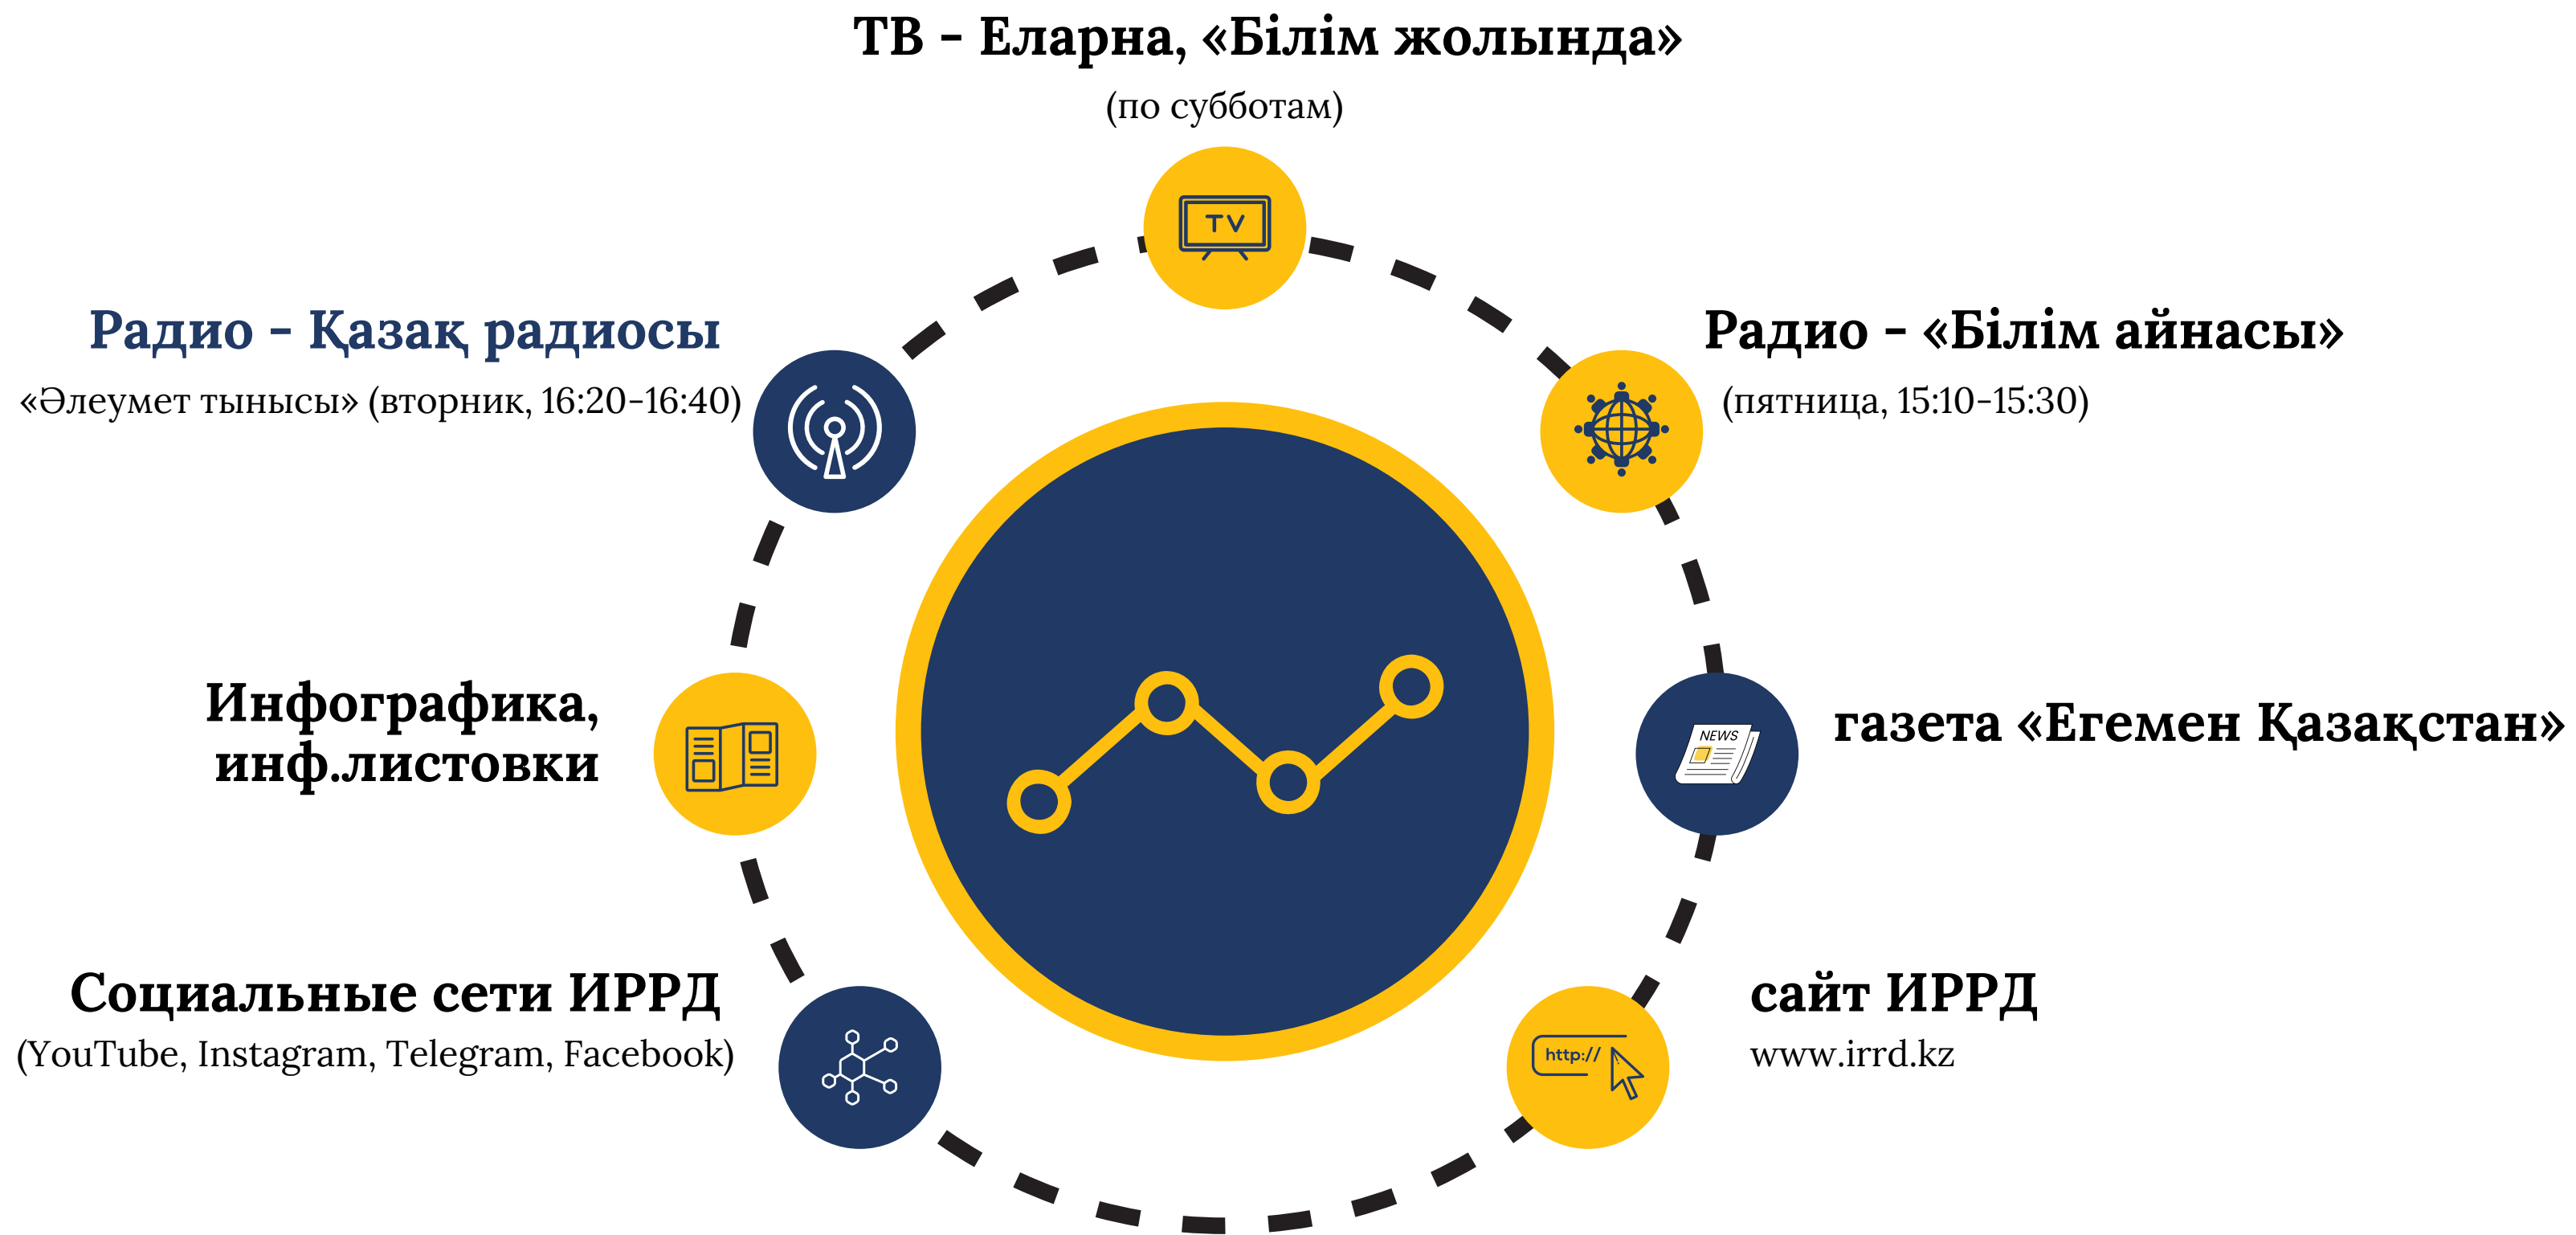 ТВ - Еларна, «Білім жолында»
(по субботам)
TV
Радио - Қазақ радиосы
«Әлеумет тынысы» (вторник, 16:20-16:40)
Радио - «Білім айнасы»
(пятница, 15:10-15:30)
Инфографика,
инф.листовки
NEWS
газета «Егемен Қазақстан»
Социальные сети ИРРД
(YouTube, Instagram, Telegram, Facebook)
http://
сайт ИРРД
www.irrd.kz